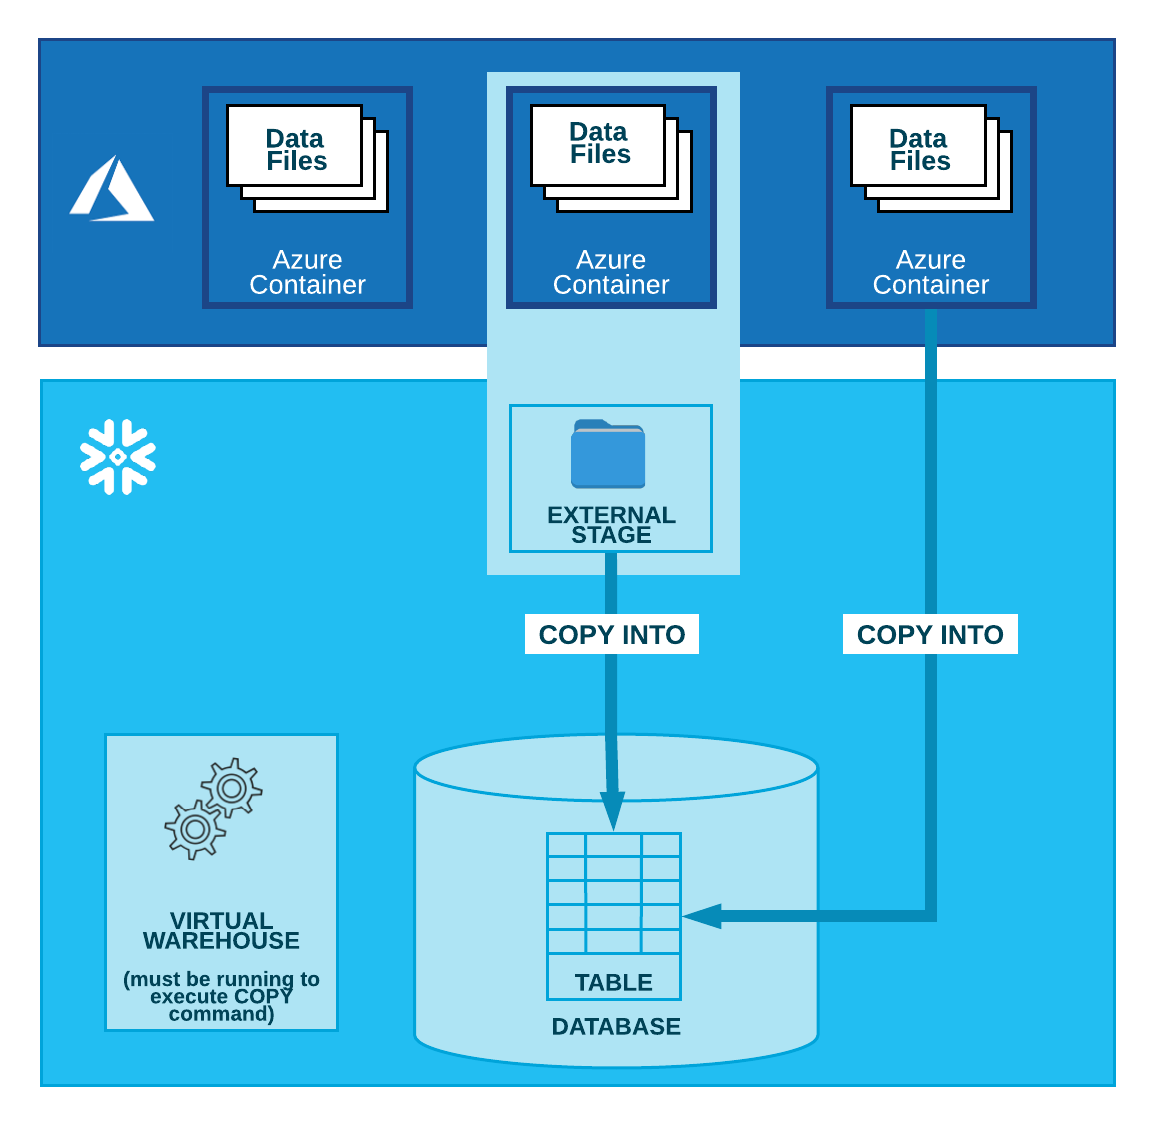 Data
Files
Azure
Container
Data
Files
Azure
Container
Data
Files
Azure
Container
EXTERNAL
STAGE
COPY INTO
COPY INTO
VIRTUAL
WAREHOUSE
(must be running to
execute COPY
command)
TABLE
DATABASE